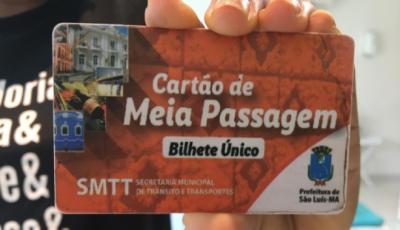 Cartão de
Meia Passagem
Bilhete Único
SMTT SECRETARIA MUNICIPAL
DE TRÂNSITO E TRANSPORTES
Prefeitura de
São Luís-MA
&
&
&